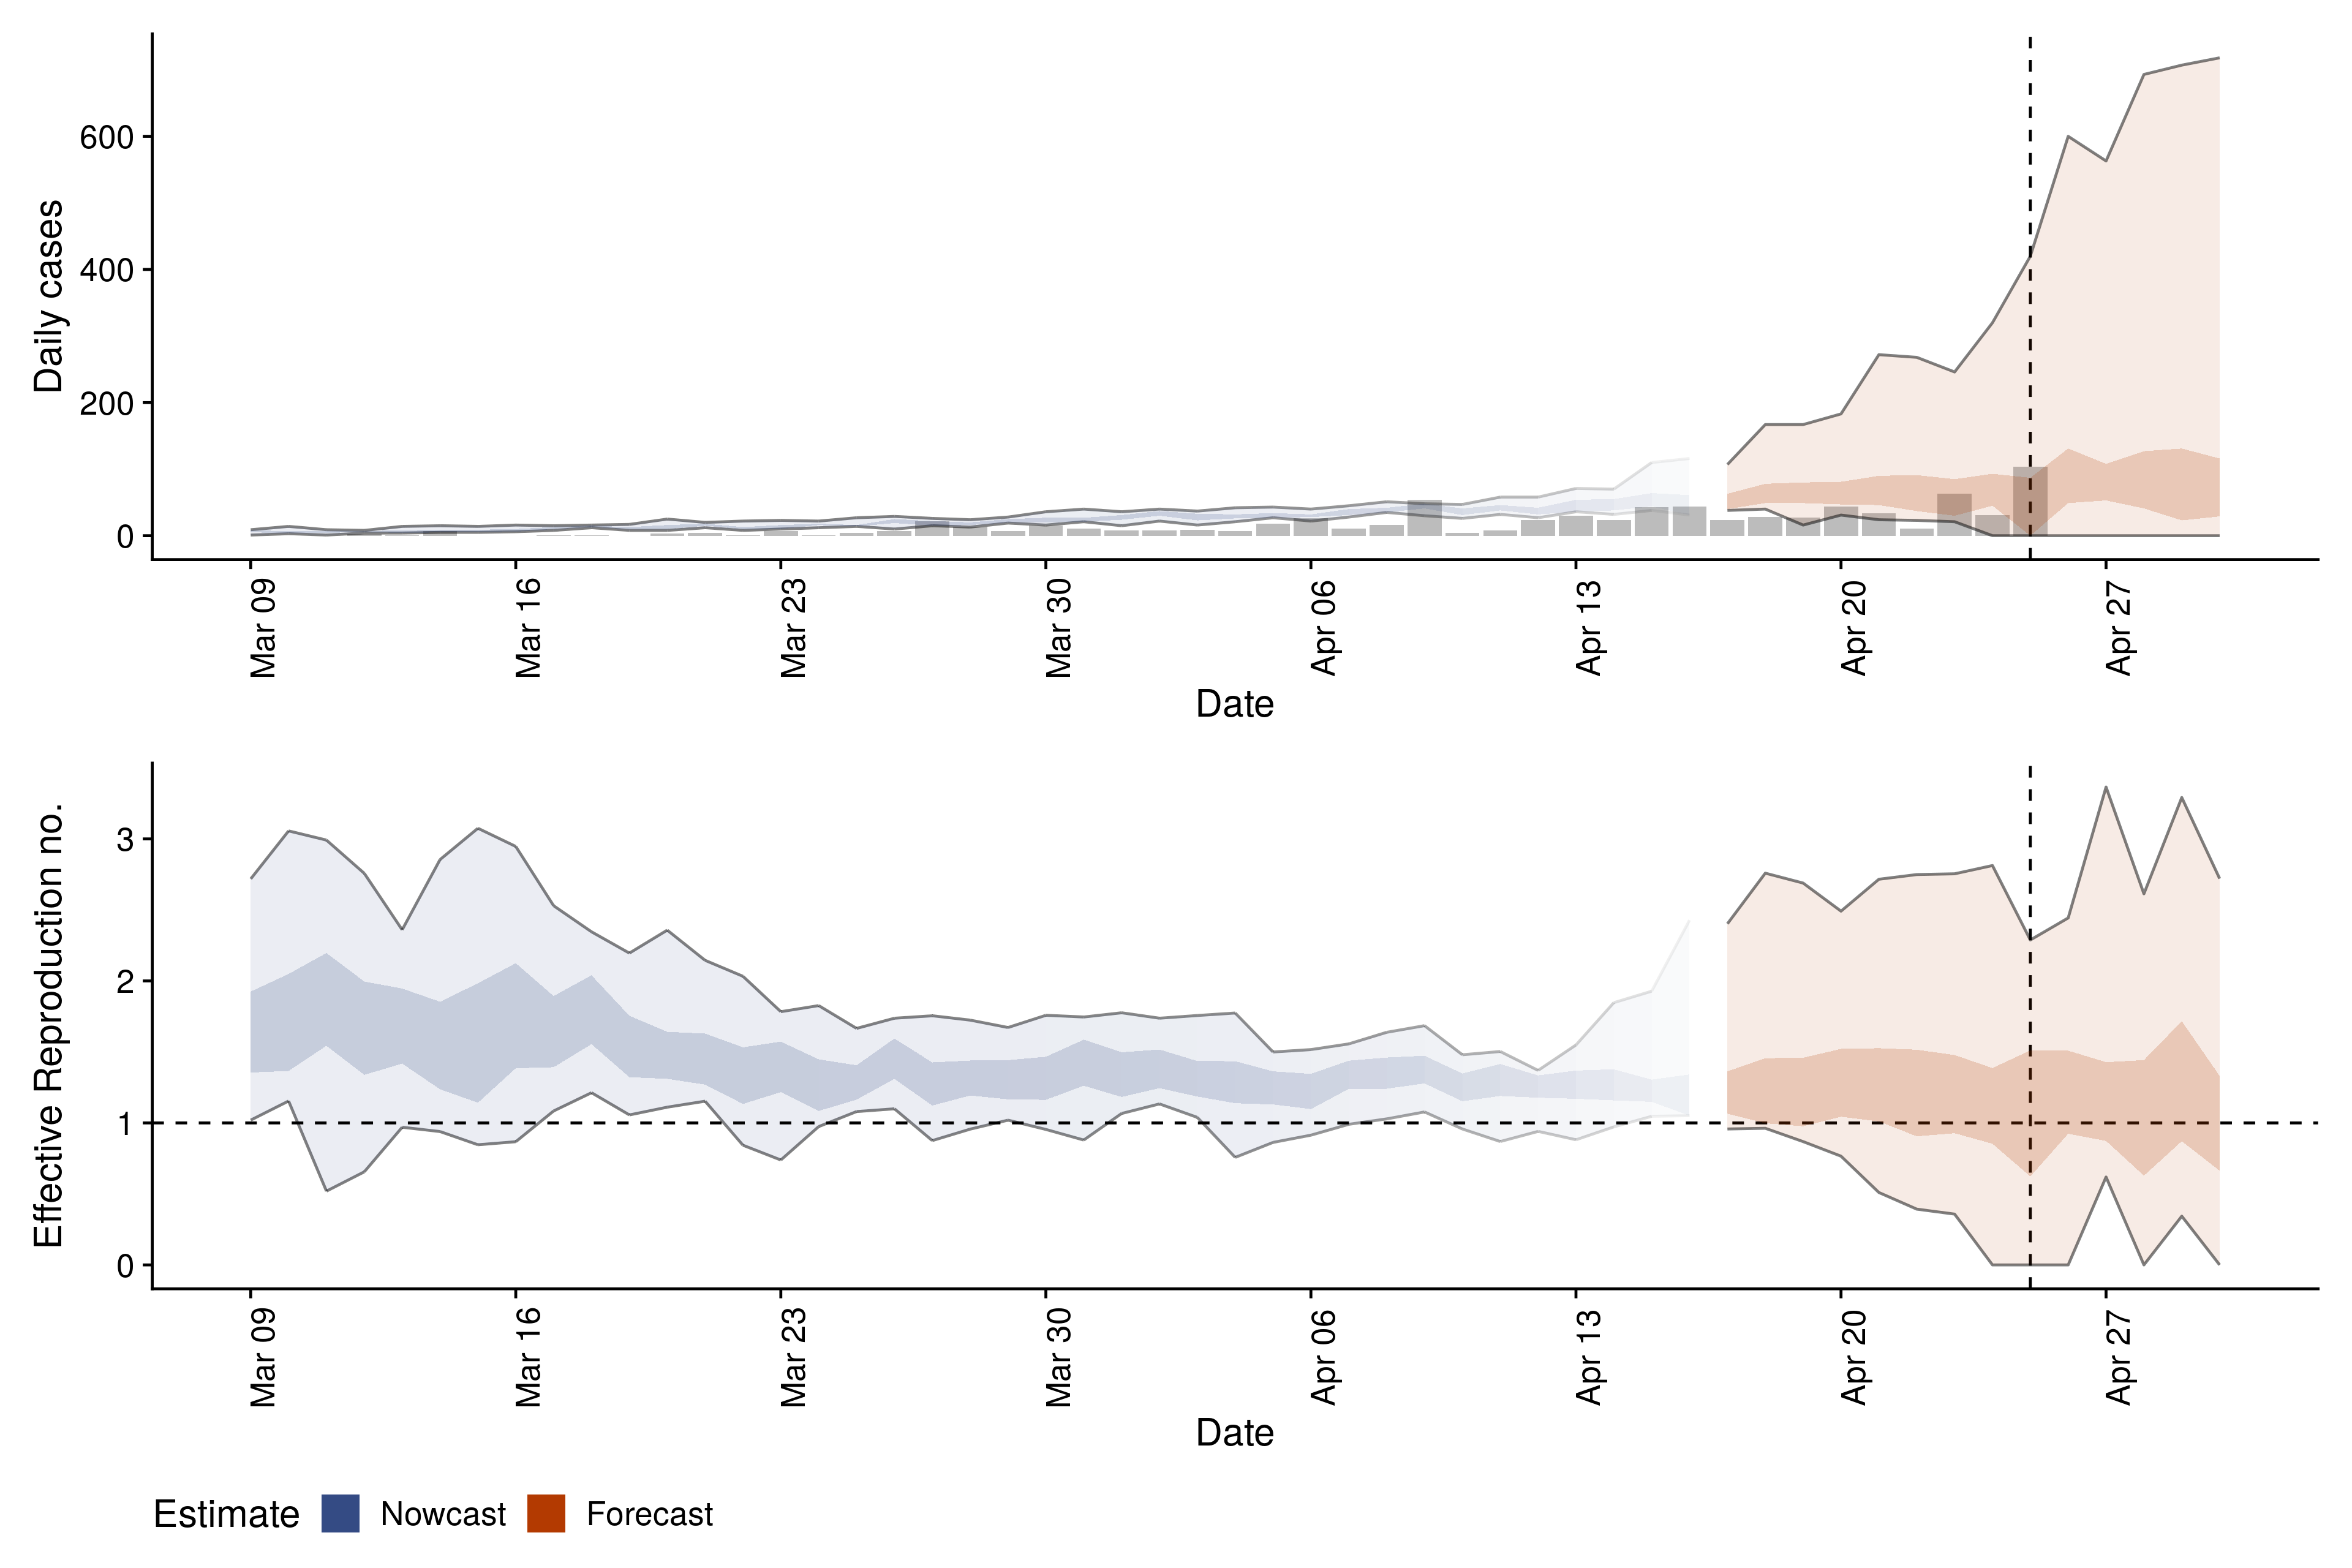 Daily cases
600
400
200
0
Mar 09
Mar 16
Mar 23
Mar 30
Apr 06
Apr 13
Apr 20
Apr 27
Date
Effective Reproduction no.
3
2
1
0
Mar 09
Mar 16
Mar 23
Mar 30
Apr 06
Apr 13
Apr 20
Apr 27
Date
Estimate Nowcast Forecast